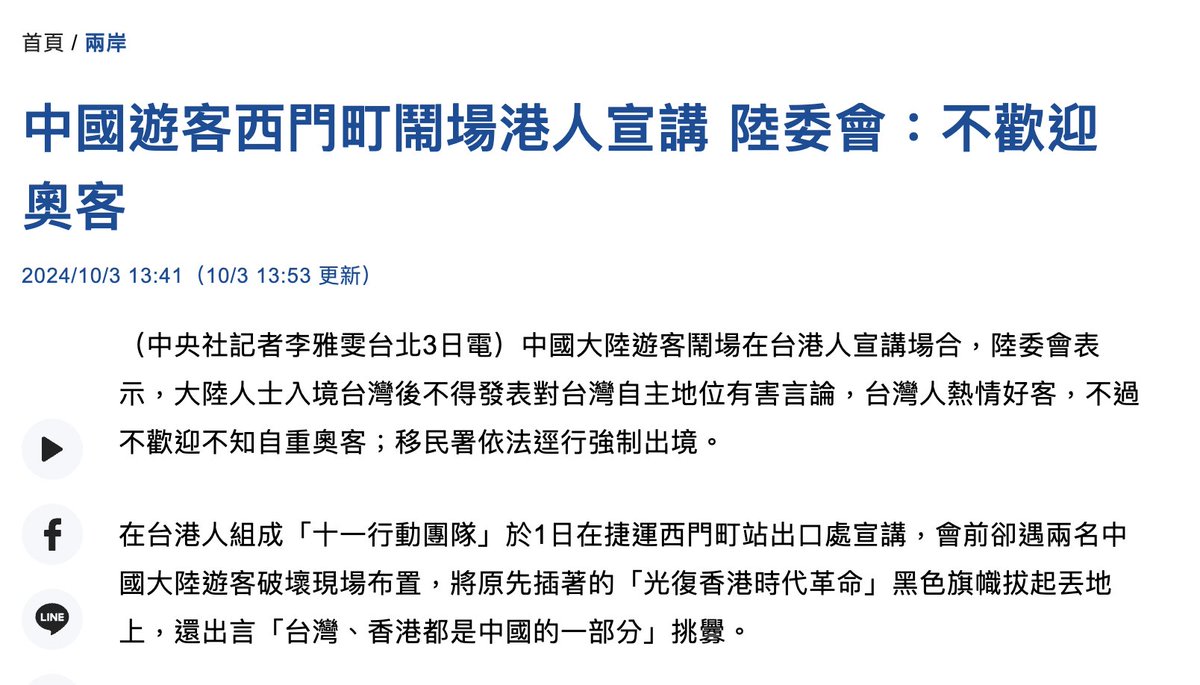 首頁 / 兩岸
中國遊客西門町鬧場港人宣講 陸委會：不歡迎
奧客
2024/10/3 13:41（10/3 13:53 更新）
（中央社記者李雅雯台北3日電）中國大陸遊客鬧場在台港人宣講場合，陸委會表
示，大陸人士入境台灣後不得發表對台灣自主地位有害言論，台灣人熱情好客，不過
不歡迎不知自重奧客；移民署依法逕行強制出境。
在台港人組成「十一行動團隊」於1日在捷運西門町站出口處宣講，會前卻遇兩名中
國大陸遊客破壞現場布置，將原先插著的「光復香港時代革命」黑色旗幟拔起丟地
上，還出言「台灣、香港都是中國的一部分」挑釁。
LINE